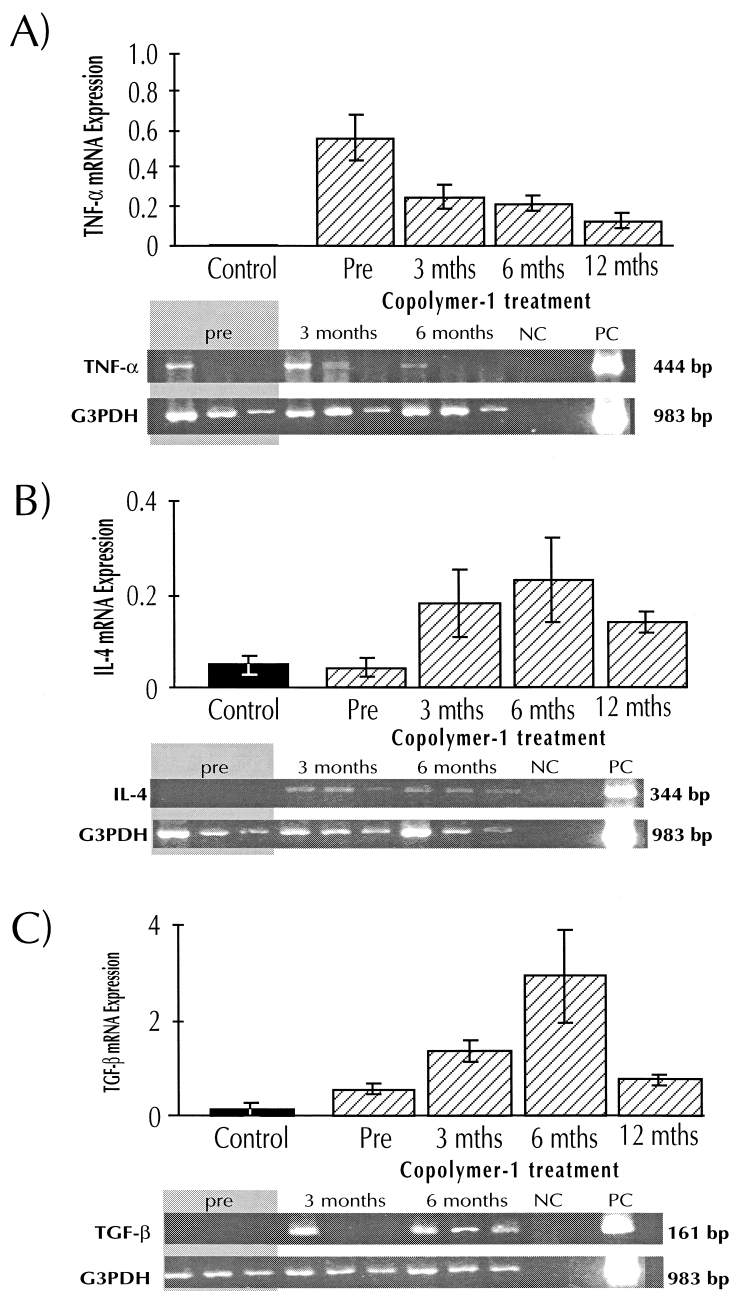 A)
TNF-α mRNA Expression
1.0
0.8
0.6
0.4
0.2
0
Control Pre 3 mths 6 mths 12 mths
Copolymer-1 treatment
pre 3 months 6 months NC PC
TNF-α 444 bp
G3PDH 983 bp
B)
IL-4 mRNA Expression
0.4
0.2
0
Control Pre 3 mths 6 mths 12 mths
Copolymer-1 treatment
pre 3 months 6 months NC PC
IL-4 344 bp
G3PDH 983 bp
C)
TGF-β mRNA Expression
4
2
0
Control Pre 3 mths 6 mths 12 mths
Copolymer-1 treatment
pre 3 months 6 months NC PC
TGF-β 161 bp
G3PDH 983 bp